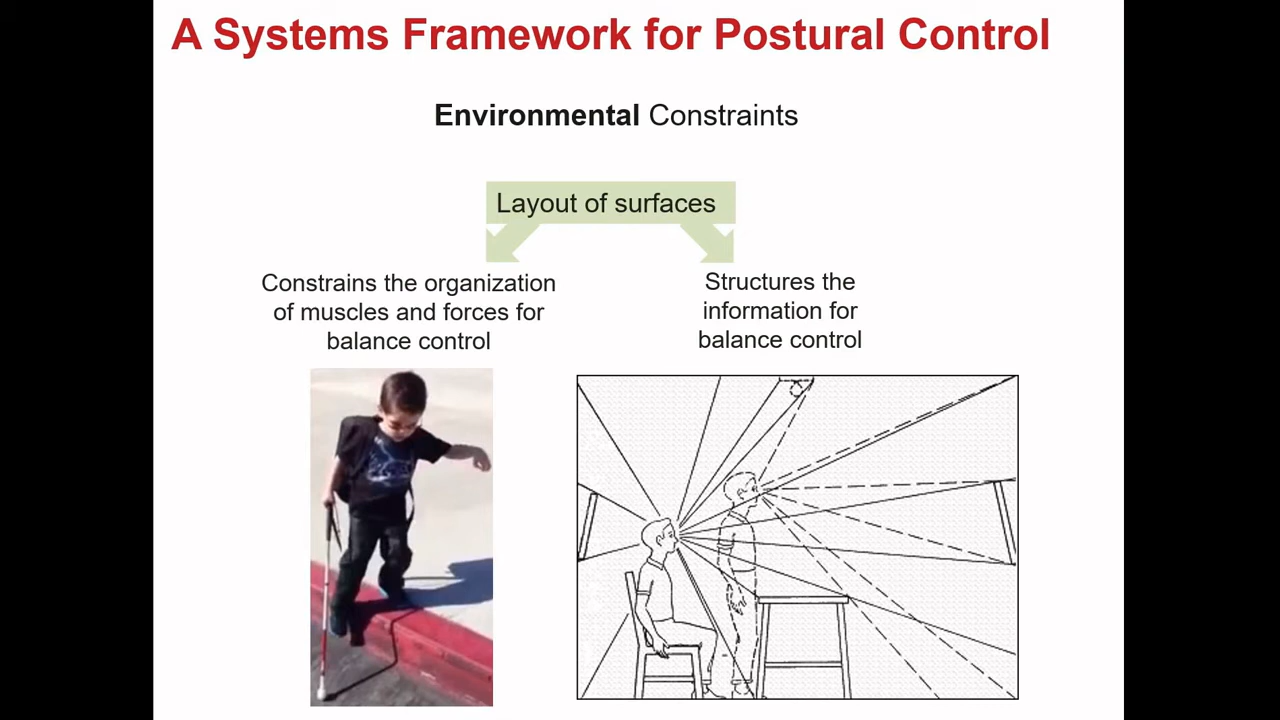 A Systems Framework for Postural Control
Environmental Constraints
Layout of surfaces
Constrains the organization
of muscles and forces for
balance control
Structures the
information for
balance control